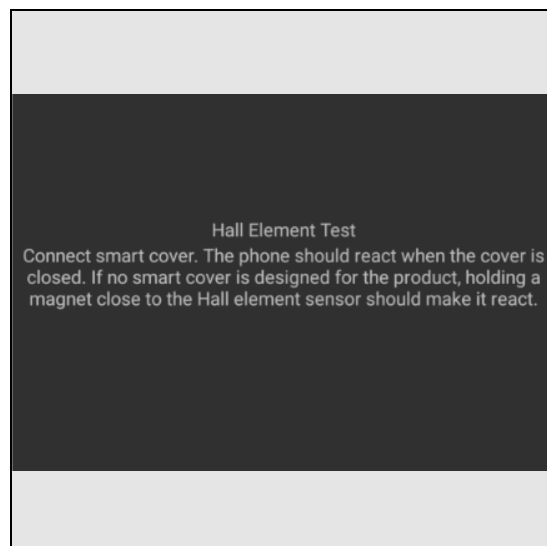 Hall Element Test
Connect smart cover. The phone should react when the cover is
closed. If no smart cover is designed for the product, holding a
magnet close to the Hall element sensor should make it react.